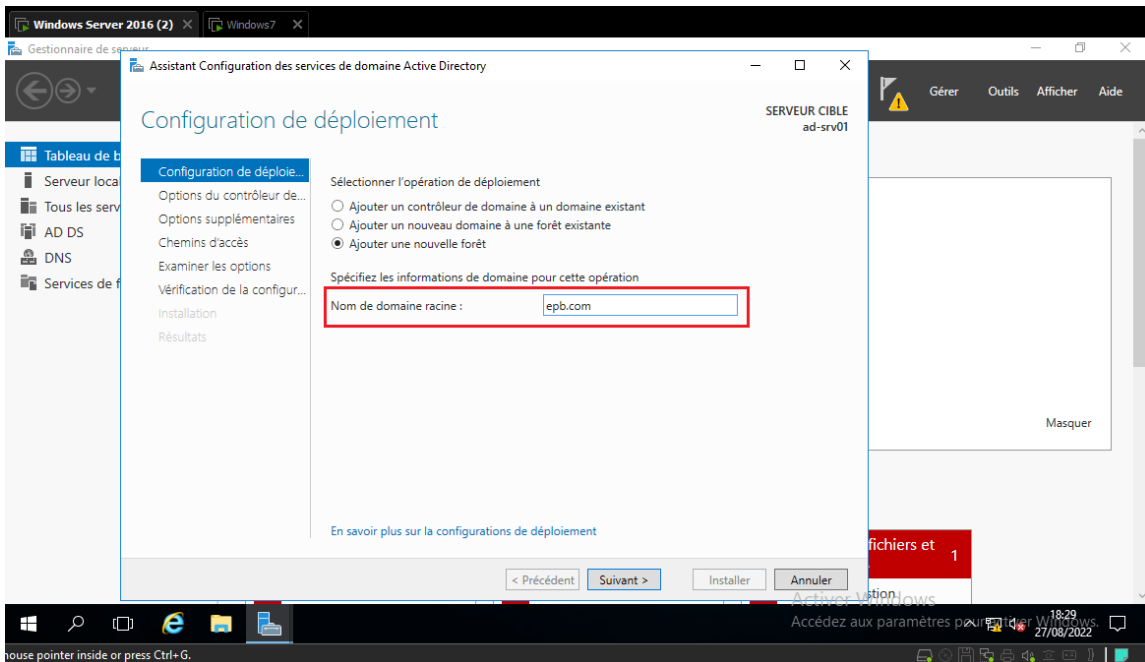 Windows Server 2016 (2)
Windows7
Gestionnaire de serveur
Assistant Configuration des services de domaine Active Directory
Gérer
Outils
Afficher
Aide
Configuration de déploiement
SERVEUR CIBLE
ad-srv01
Tableau de b
Serveur local
Tous les serv
AD DS
DNS
Services de f
Configuration de déploie...
Options du contrôleur de...
Options supplémentaires
Chemins d'accès
Examiner les options
Vérification de la configur...
Installation
Résultats
Sélectionner l'opération de déploiement
Ajouter un contrôleur de domaine à un domaine existant
Ajouter un nouveau domaine à une forêt existante
Ajouter une nouvelle forêt
Spécifiez les informations de domaine pour cette opération
Nom de domaine racine :
epb.com
Masquer
En savoir plus sur la configurations de déploiement
fichiers et
1
stion
< Précédent
Suivant >
Installer
Annuler
Activer Windows
Accédez aux paramètres pour activer Windows.
18:29
27/08/2022
nouse pointer inside or press Ctrl+G.